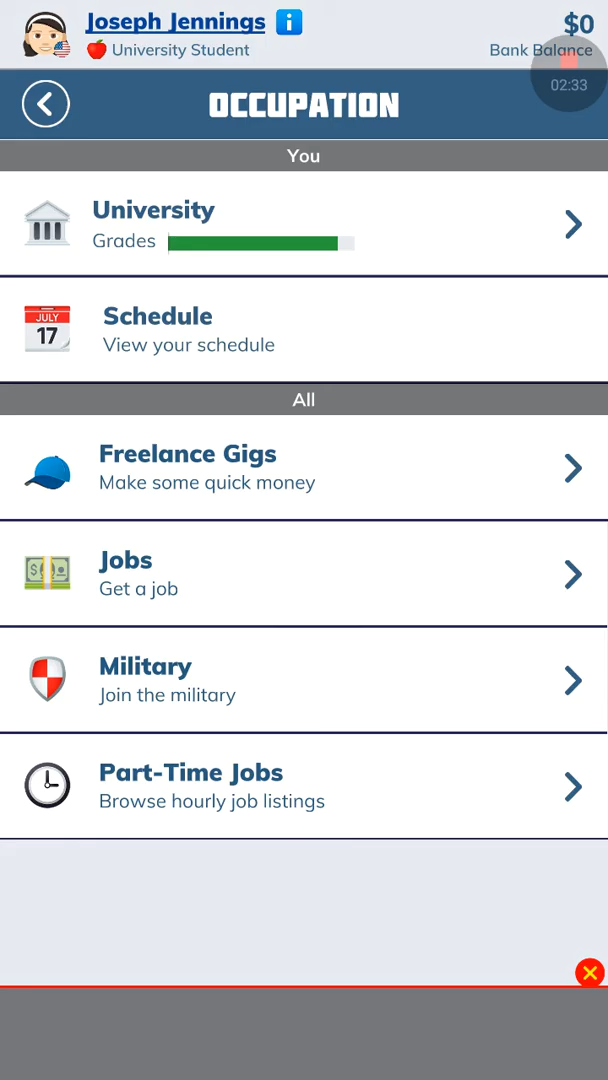 Joseph Jennings
$0
University Student
Bank Balance
02:33
OCCUPATION
You
University
Grades
JULY
17
Schedule
View your schedule
All
Freelance Gigs
Make some quick money
Jobs
Get a job
Military
Join the military
Part-Time Jobs
Browse hourly job listings